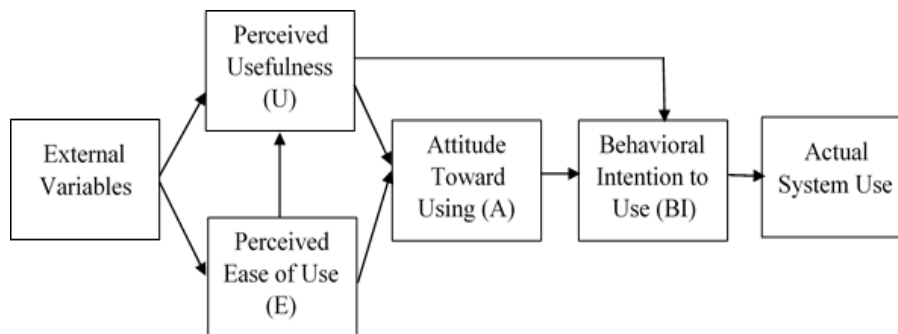 External
Variables
Perceived
Usefulness
(U)
Perceived
Ease of Use
(E)
Attitude
Toward
Using (A)
Behavioral
Intention to
Use (BI)
Actual
System Use